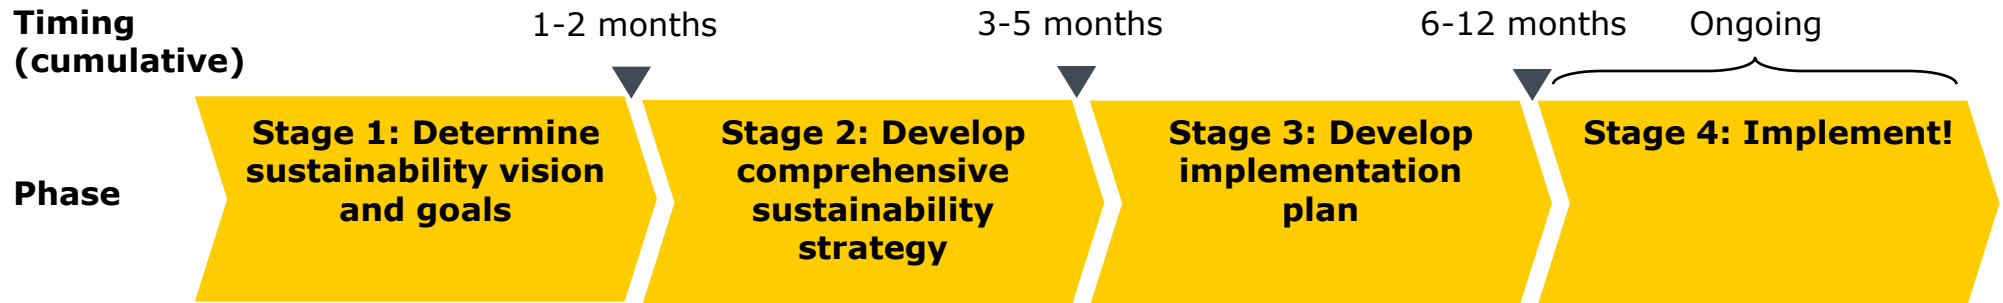 Timing
(cumulative)
1-2 months
3-5 months
6-12 months
Ongoing
Phase
Stage 1: Determine
sustainability vision
and goals
Stage 2: Develop
comprehensive
sustainability
strategy
Stage 3: Develop
implementation
plan
Stage 4: Implement!